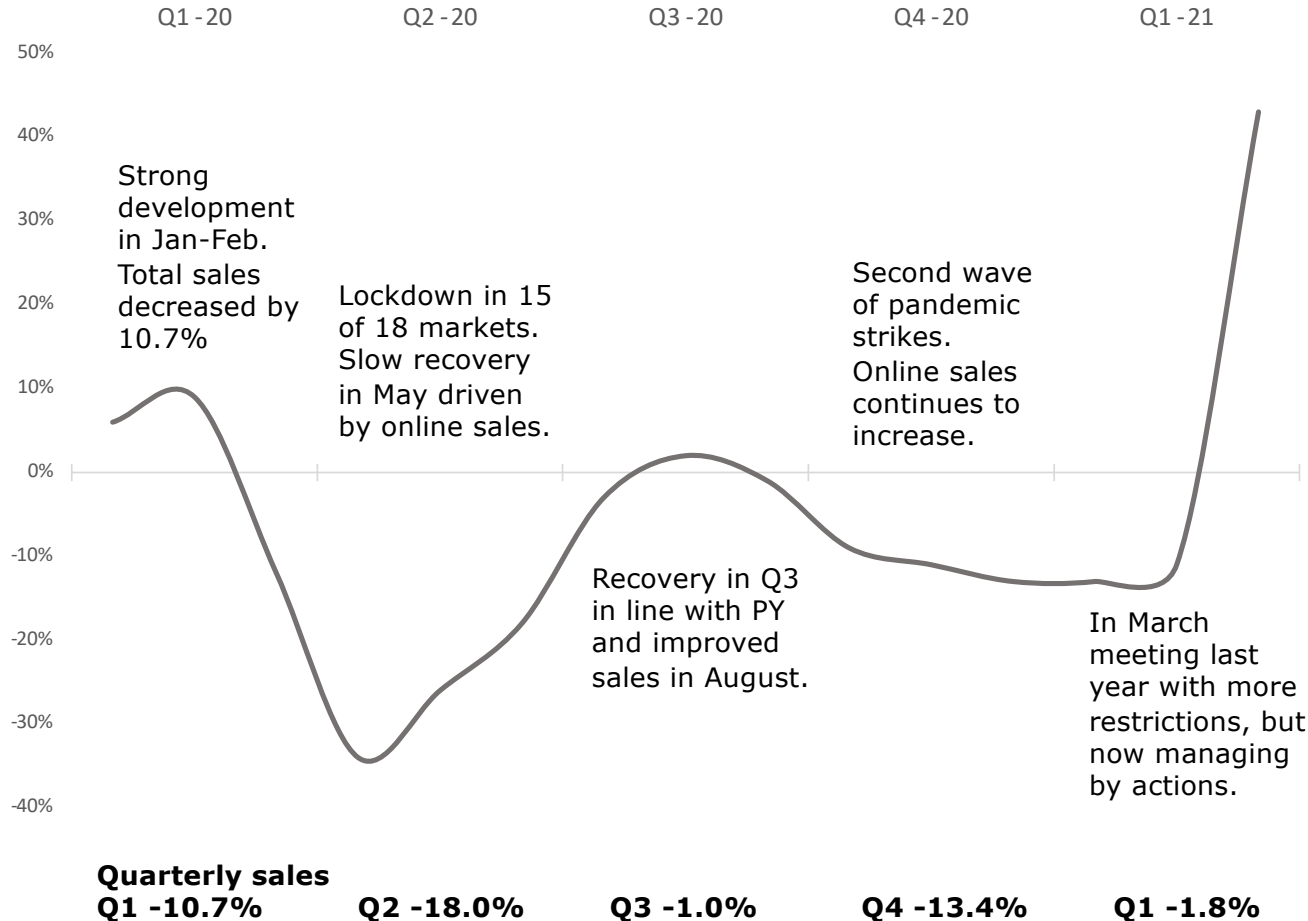 Q1 -20 Q2 -20 Q3 -20 Q4 -20 Q1 -21
50%
40%
30%
20%
10%
0%
-10%
-20%
-30%
-40%
Strong
development
in Jan-Feb.
Total sales
decreased by
10.7%
Lockdown in 15
of 18 markets.
Slow recovery
in May driven
by online sales.
Recovery in Q3
in line with PY
and improved
sales in August.
Second wave
of pandemic
strikes.
Online sales
continues to
increase.
In March
meeting last
year with more
restrictions, but
now managing
by actions.
Quarterly sales
Q1 -10.7% Q2 -18.0% Q3 -1.0% Q4 -13.4% Q1 -1.8%